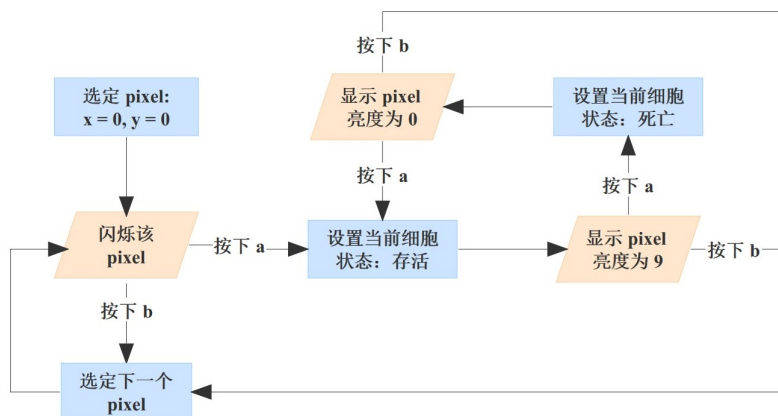 按下 b
选定 pixel:
x = 0, y = 0
显示 pixel
亮度为 0
设置当前细胞
状态：死亡
按下 a
按下 a
闪烁该
pixel
按下 a
设置当前细胞
状态：存活
显示 pixel
亮度为 9
按下 b
按下 b
选定下一个
pixel